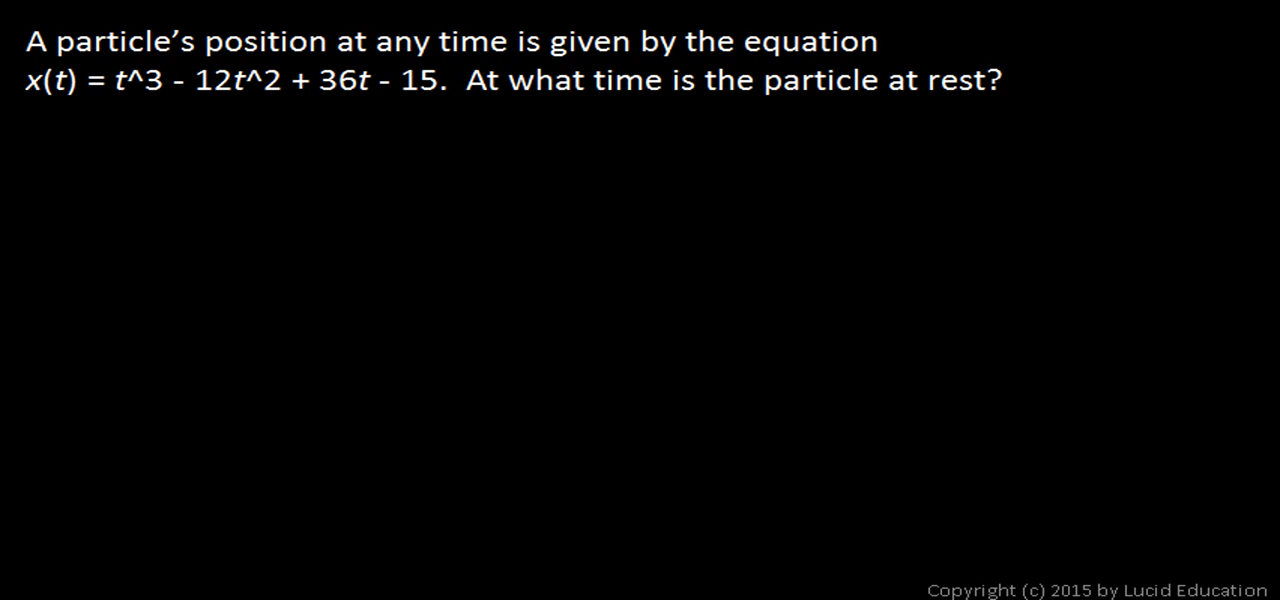 A particle’s position at any time is given by the equation
x(t) = t^3 - 12t^2 + 36t - 15.  At what time is the particle at rest?
Copyright (c) 2015 by Lucid Education